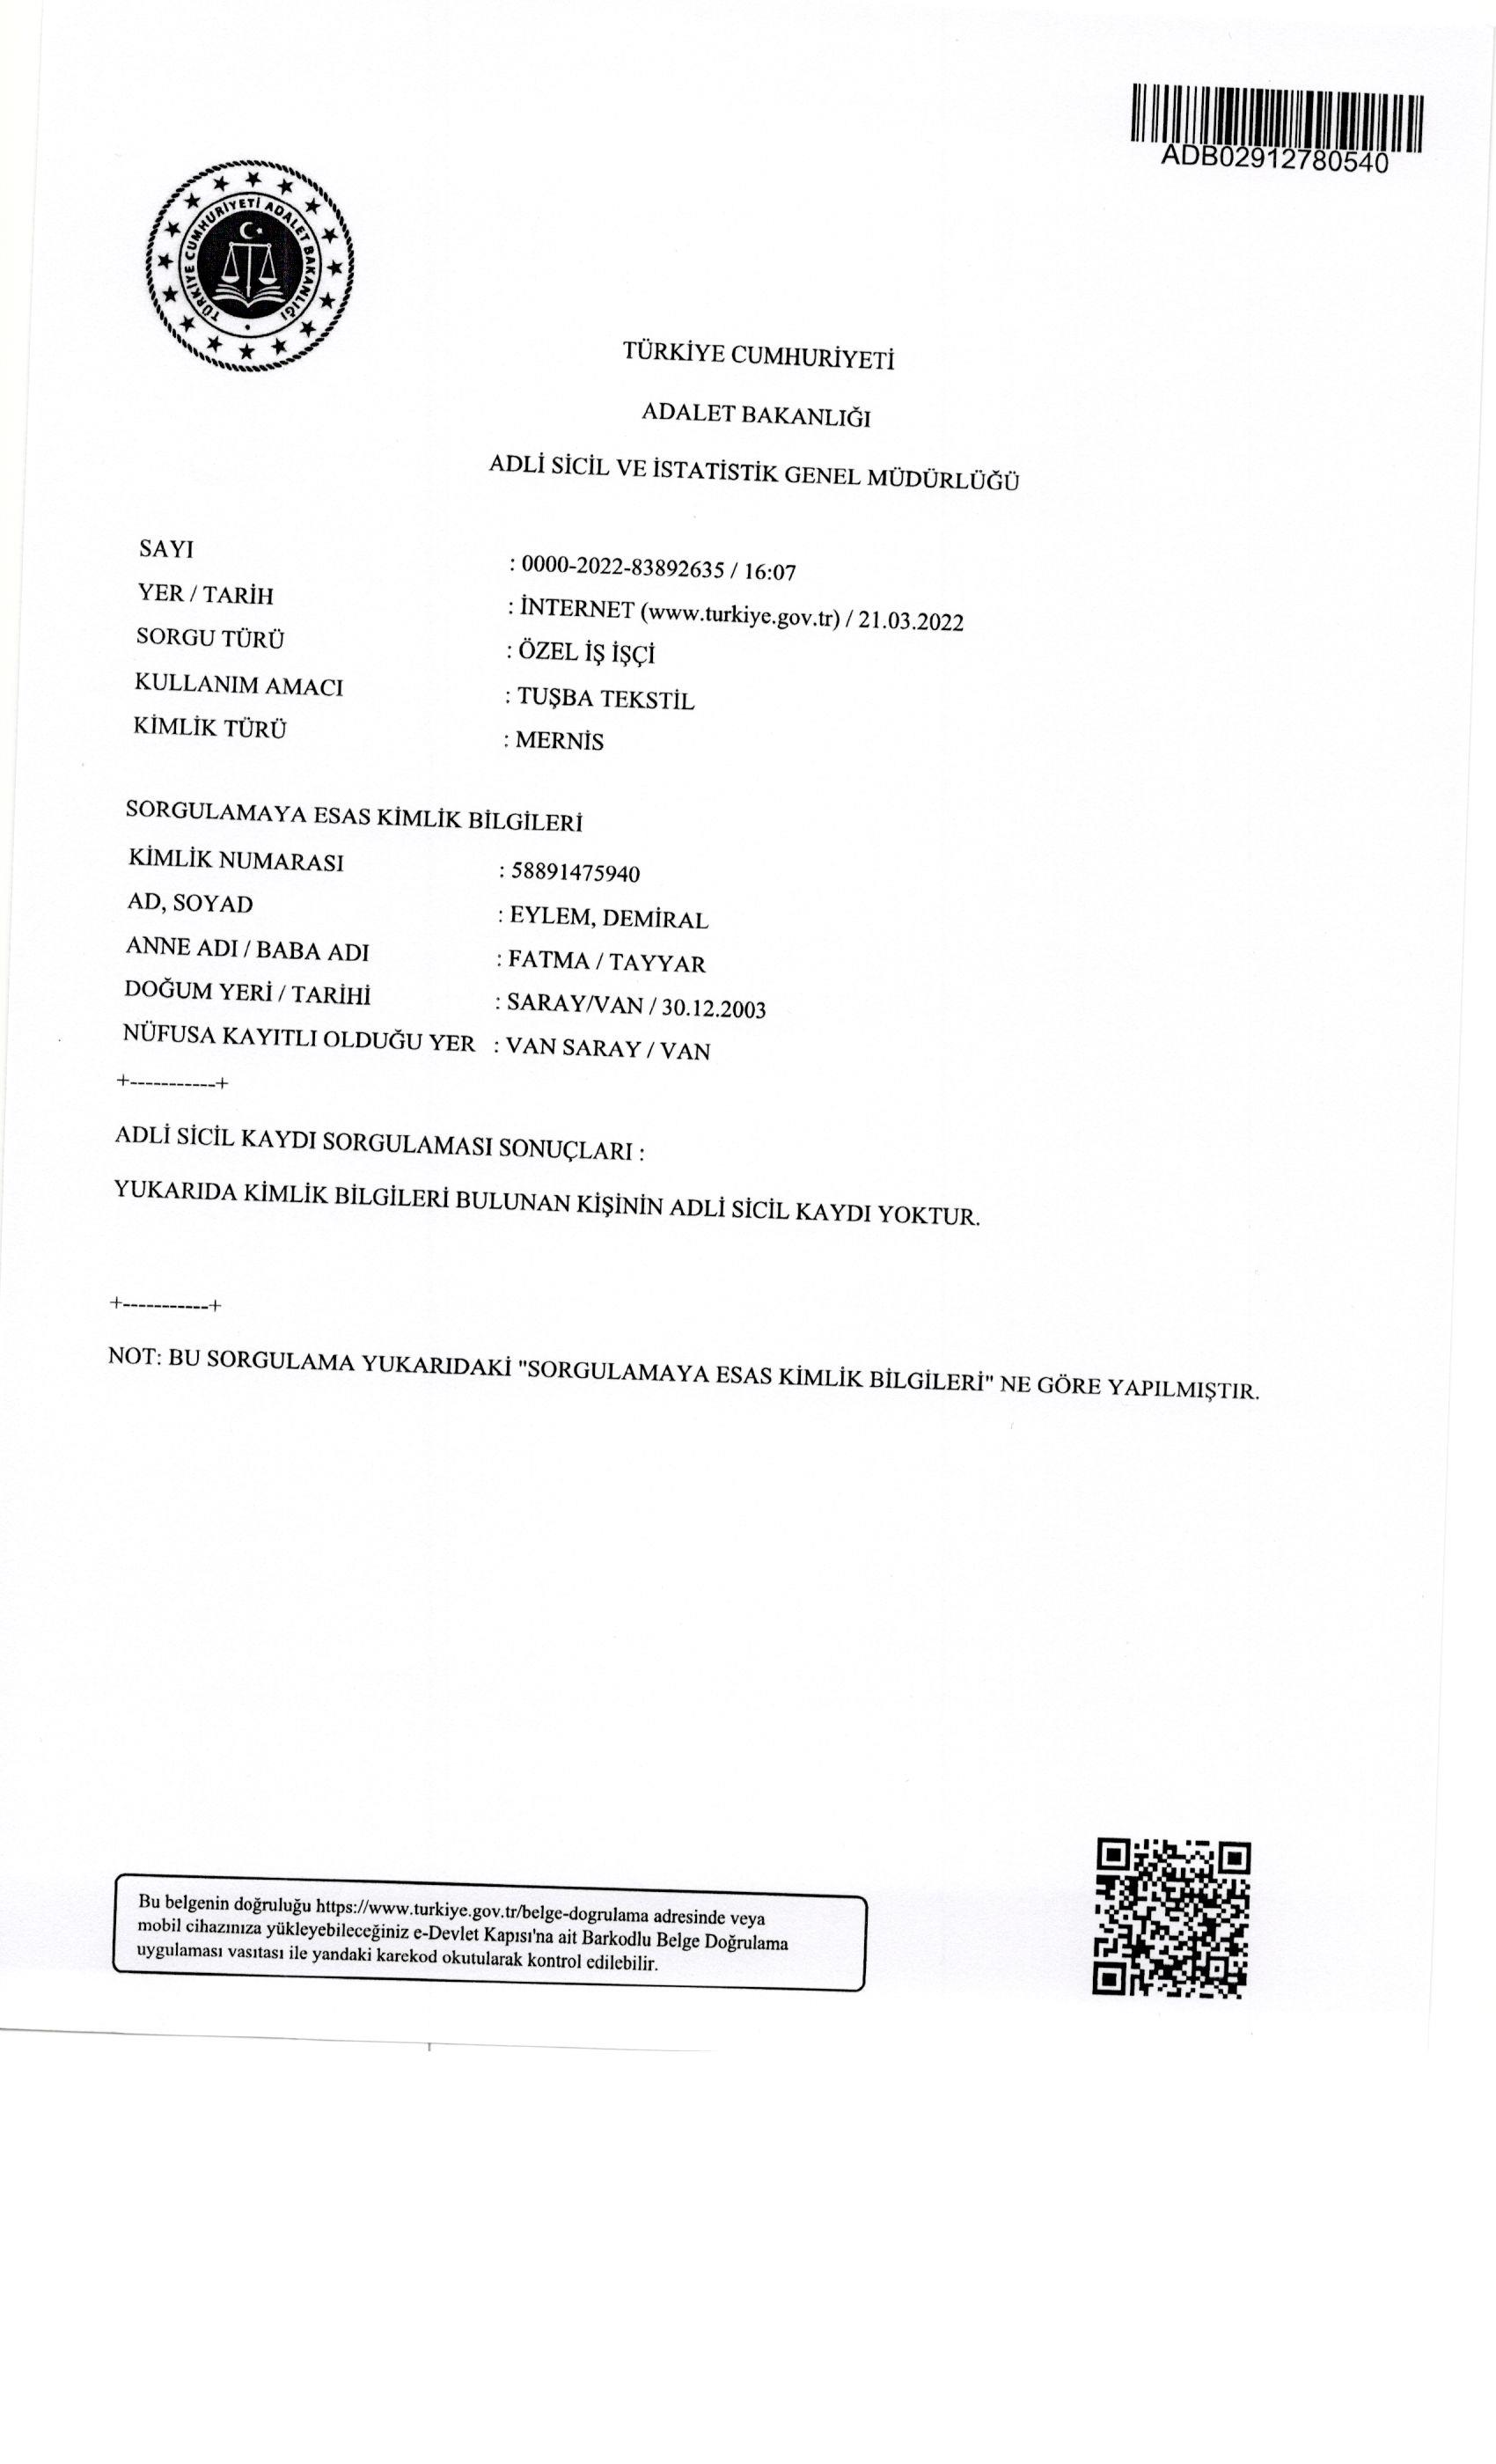 ADB02912780540
TÜRKİYE CUMHURİYETİ ADALET BAKANLIĞI
TÜRKİYE CUMHURİYETİ
ADALET BAKANLIĞI
ADLİ SİCİL VE İSTATİSTİK GENEL MÜDÜRLÜĞÜ
SAYI : 0000-2022-83892635 / 16:07
YER / TARİH : İNTERNET (www.turkiye.gov.tr) / 21.03.2022
SORGU TÜRÜ : ÖZEL İŞ İŞÇİ
KULLANIM AMACI : TUŞBA TEKSTİL
KİMLİK TÜRÜ : MERNİS
SORGULAMAYA ESAS KİMLİK BİLGİLERİ
KİMLİK NUMARASI : 58891475940
AD, SOYAD : EYLEM, DEMİRAL
ANNE ADI / BABA ADI : FATMA / TAYYAR
DOĞUM YERİ / TARİHİ : SARAY/VAN / 30.12.2003
NÜFUSA KAYITLI OLDUĞU YER : VAN SARAY / VAN
+-----------+
ADLİ SİCİL KAYDI SORGULAMASI SONUÇLARI :
YUKARIDA KİMLİK BİLGİLERİ BULUNAN KİŞİNİN ADLİ SİCİL KAYDI YOKTUR.
+-----------+
NOT: BU SORGULAMA YUKARIDAKİ "SORGULAMAYA ESAS KİMLİK BİLGİLERİ" NE GÖRE YAPILMIŞTIR.
Bu belgenin doğruluğu https://www.turkiye.gov.tr/belge-dogrulama adresinde veya
mobil cihazınıza yükleyebileceğiniz e-Devlet Kapısı'na ait Barkodlu Belge Doğrulama
uygulaması vasıtası ile yandaki karekod okutularak kontrol edilebilir.